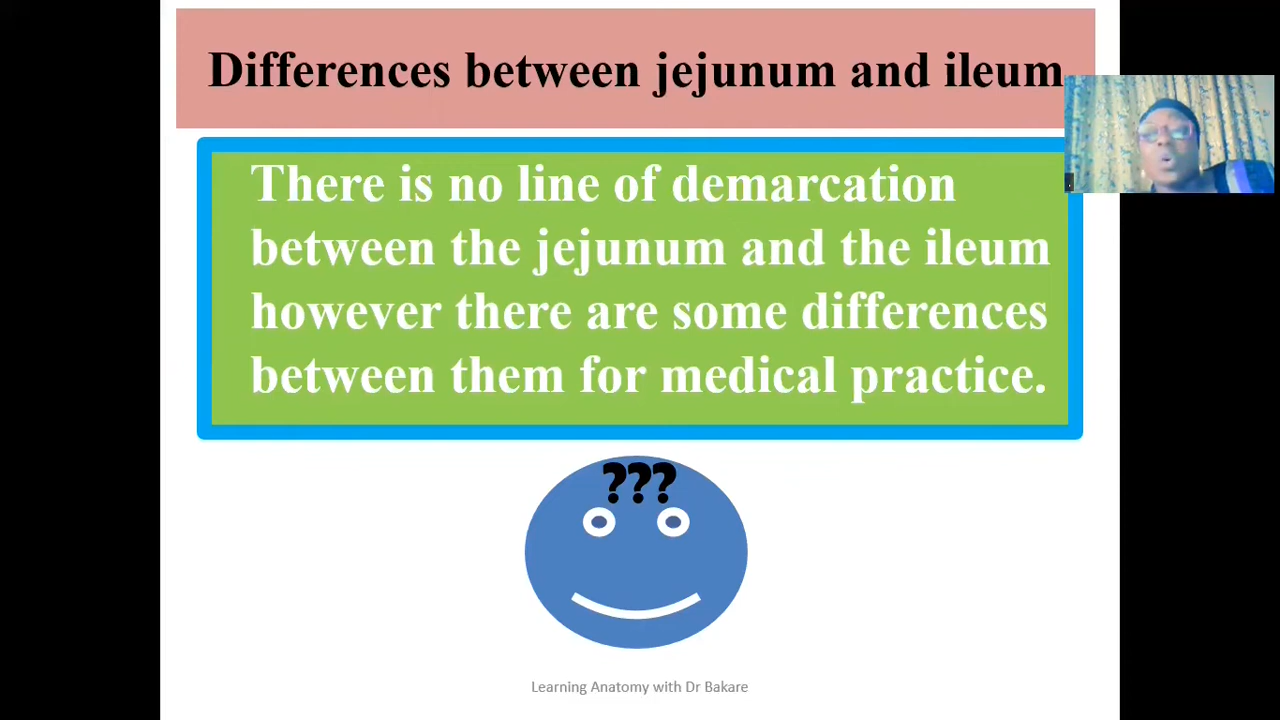 Differences between jejunum and ileum
There is no line of demarcation
between the jejunum and the ileum
however there are some differences
between them for medical practice.
???
Learning Anatomy with Dr Bakare